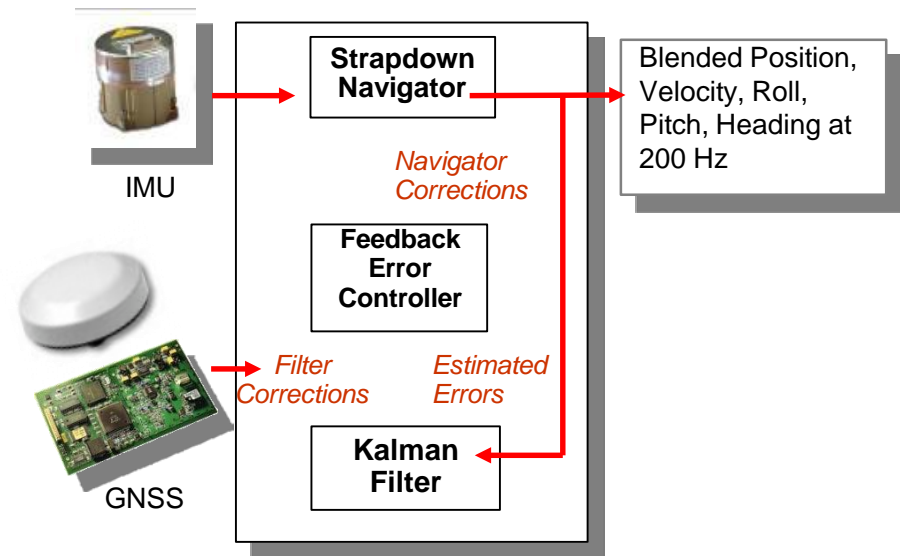 IMU
Strapdown
Navigator
Blended Position,
Velocity, Roll,
Pitch, Heading at
200 Hz
Navigator
Corrections
Feedback
Error
Controller
Filter
Corrections
Estimated
Errors
Kalman
Filter
GNSS